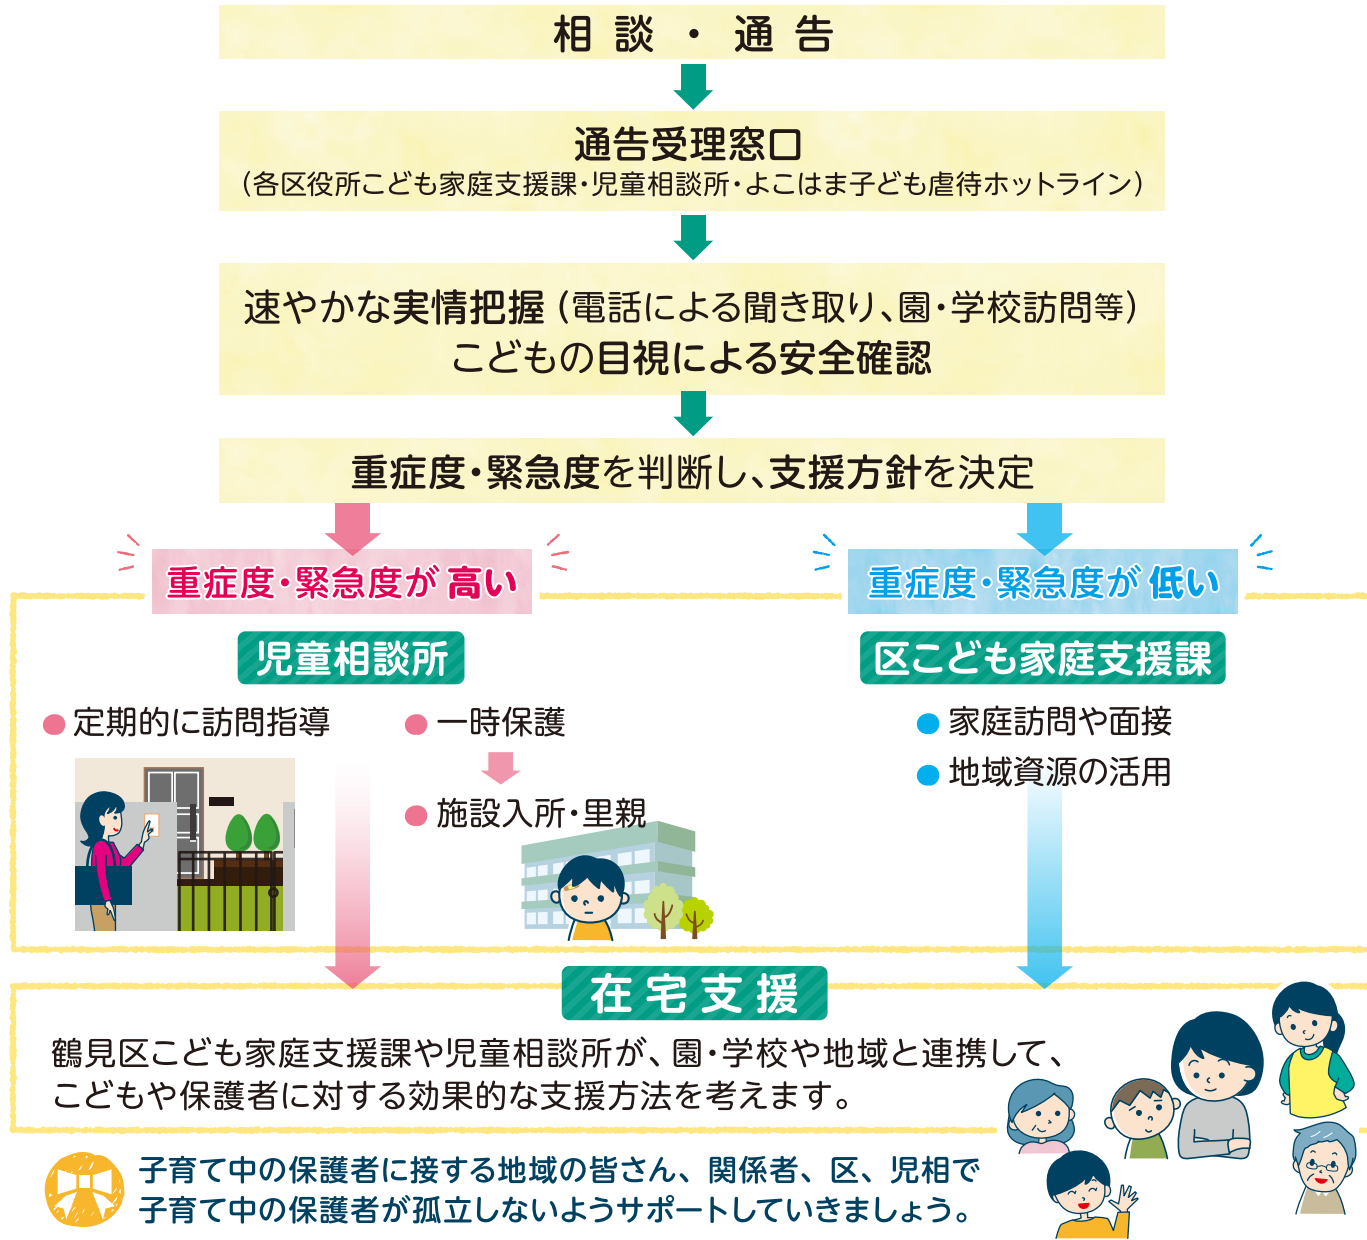 相談・通告
通告受理窓口
（各区役所こども家庭支援課・児童相談所・よこはま子ども虐待ホットライン）
速やかな実情把握（電話による聞き取り、園・学校訪問等）
こどもの目視による安全確認
重症度・緊急度を判断し、支援方針を決定
重症度・緊急度が高い
児童相談所
● 定期的に訪問指導
● 一時保護
● 施設入所・里親
重症度・緊急度が低い
区こども家庭支援課
● 家庭訪問や面接
● 地域資源の活用
在宅支援
鶴見区こども家庭支援課や児童相談所が、園・学校や地域と連携して、
こどもや保護者に対する効果的な支援方法を考えます。
子育て中の保護者に接する地域の皆さん、関係者、区、児相で
子育て中の保護者が孤立しないようサポートしていきましょう。